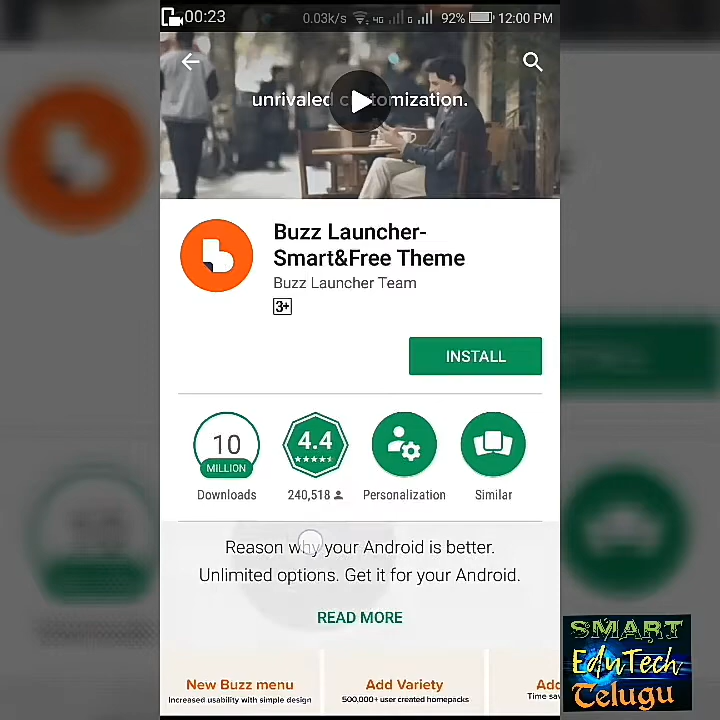 00:23 0.03k/s 4G G 92% 12:00 PM
unrivaled customization.
Buzz Launcher-
Smart&Free Theme
Buzz Launcher Team
3+
INSTALL
10
MILLION
4.4
Downloads 240,518 Personalization Similar
Reason why your Android is better.
Unlimited options. Get it for your Android.
READ MORE
New Buzz menu
Increased usability with simple design
Add Variety
500,000+ user created homepacks
Time
SMART
EduTech
Telugu